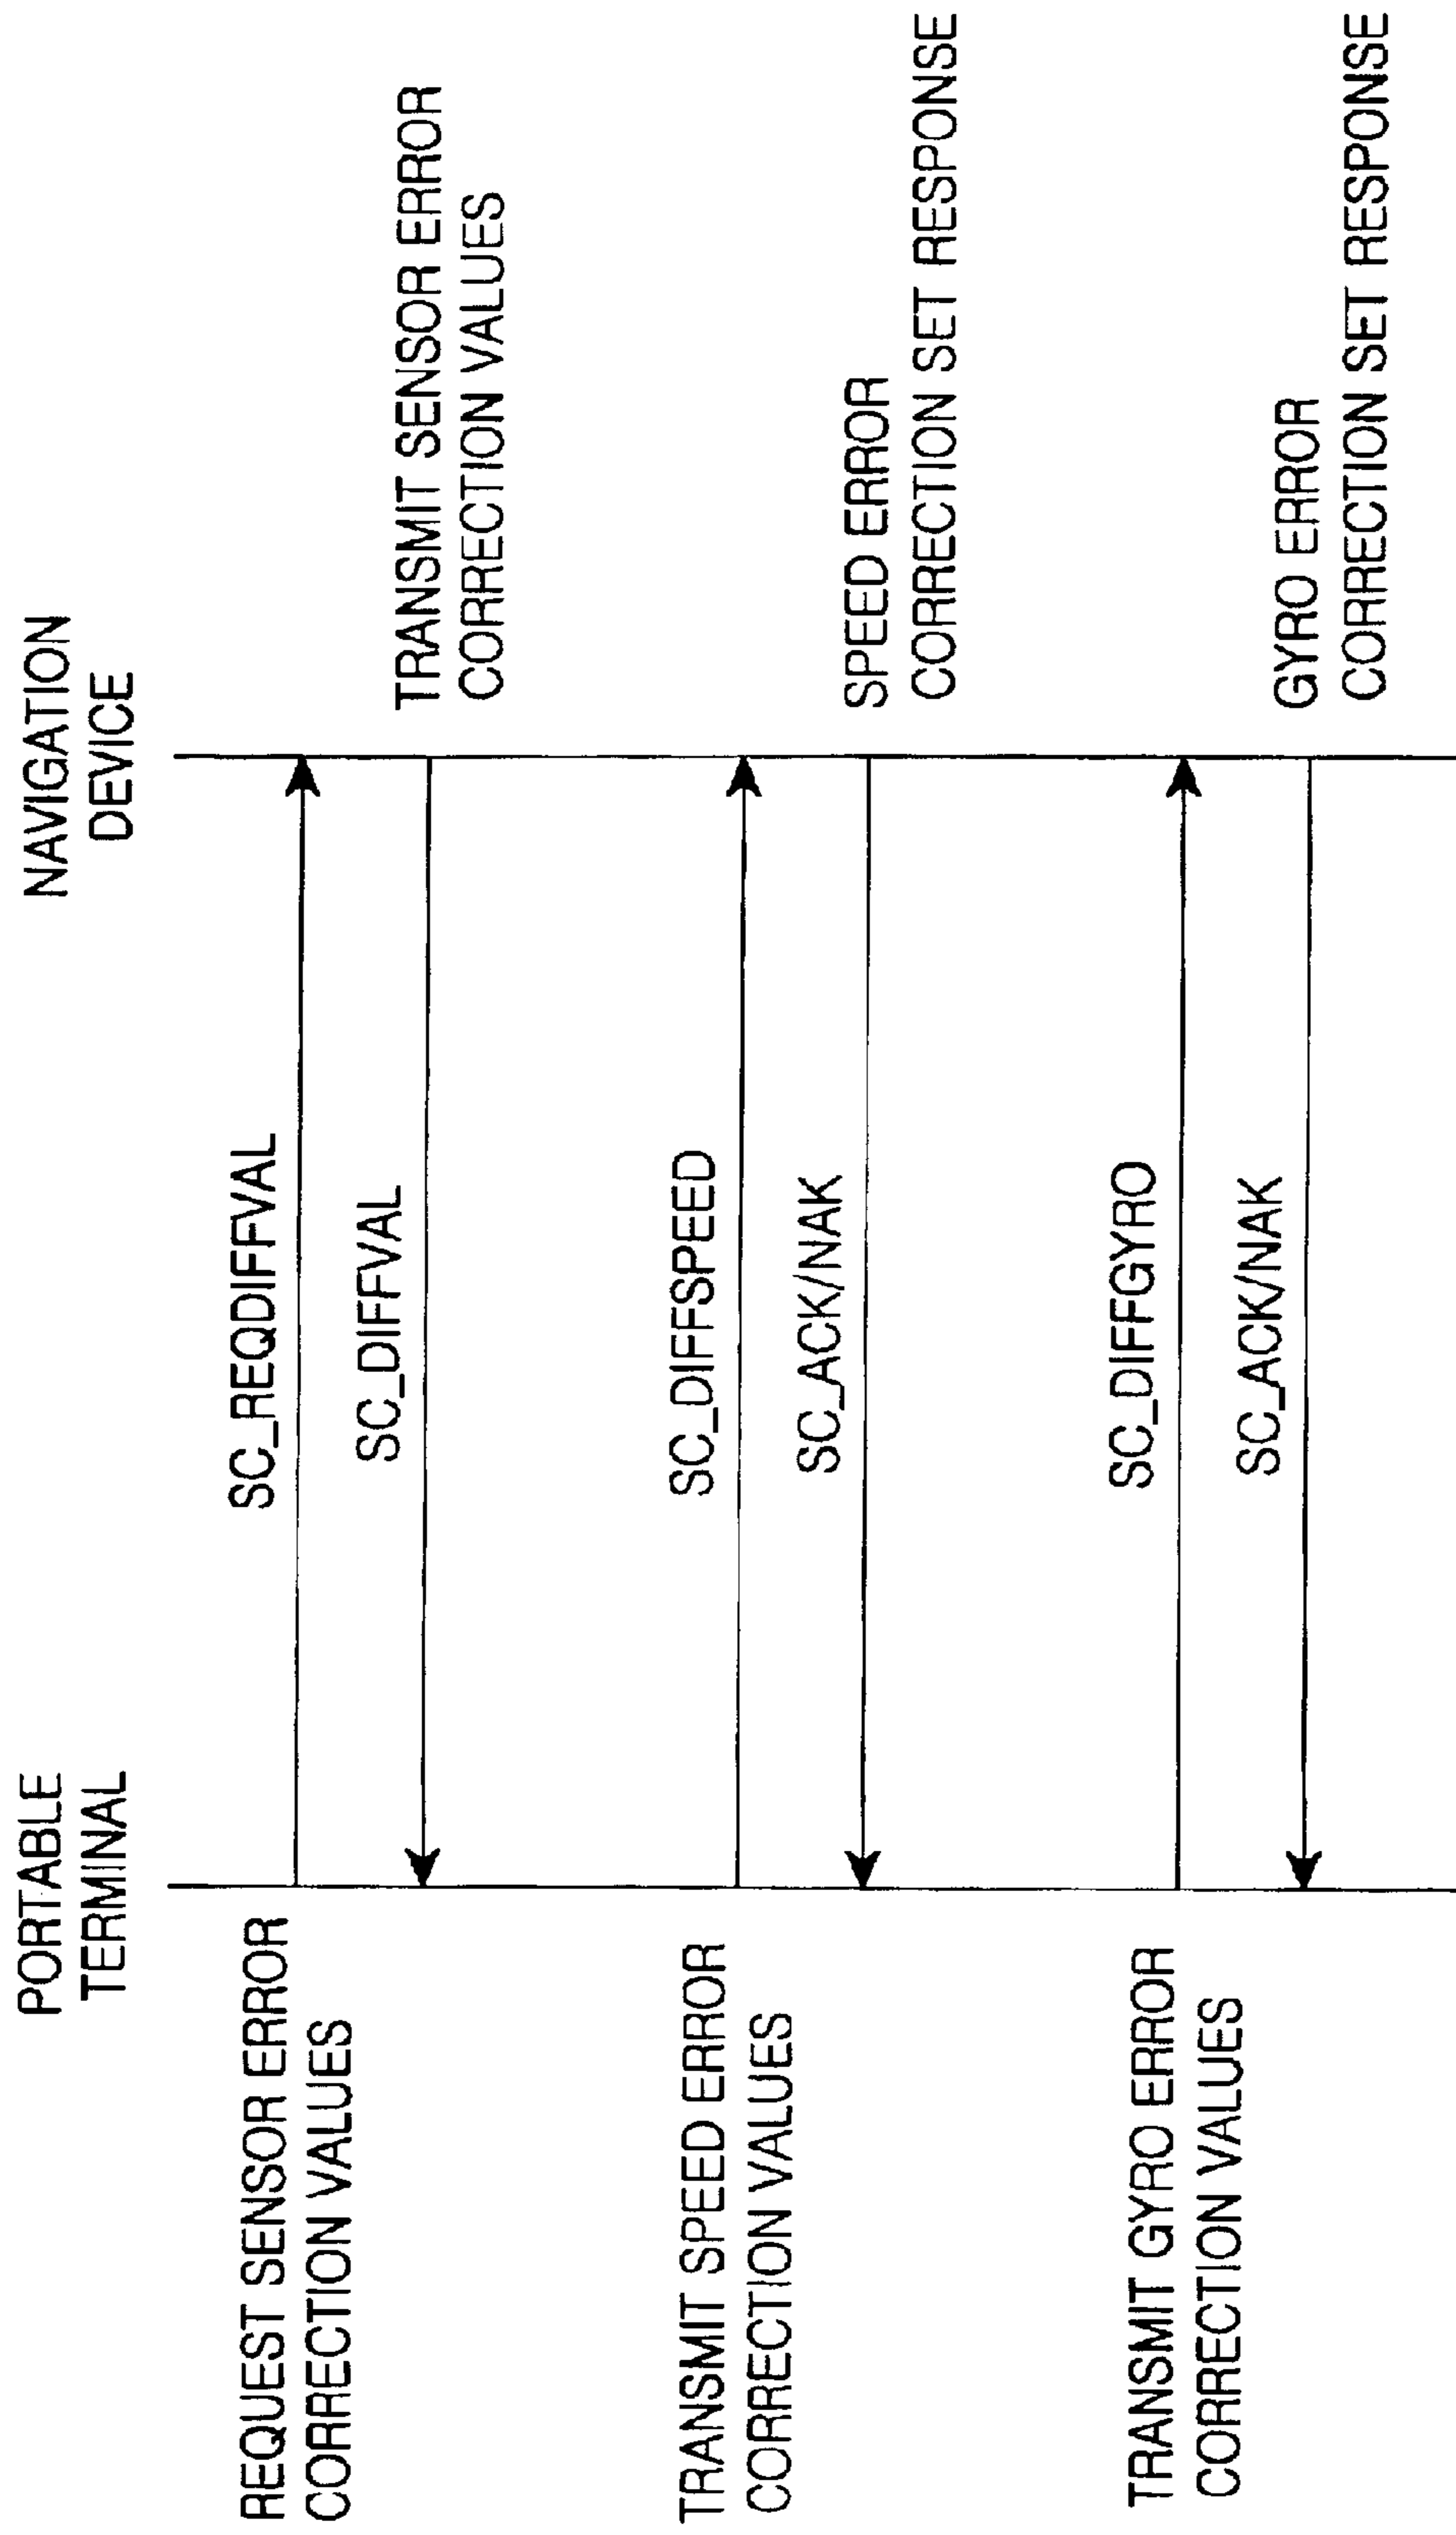 PORTABLE
TERMINAL
NAVIGATION
DEVICE
REQUEST SENSOR ERROR
CORRECTION VALUES
SC_REQDIFFVAL
SC_DIFFVAL
TRANSMIT SENSOR ERROR
CORRECTION VALUES
TRANSMIT SPEED ERROR
CORRECTION VALUES
SC_DIFFSPEED
SC_ACK/NAK
SPEED ERROR
CORRECTION SET RESPONSE
TRANSMIT GYRO ERROR
CORRECTION VALUES
SC_DIFFGYRO
SC_ACK/NAK
GYRO ERROR
CORRECTION SET RESPONSE